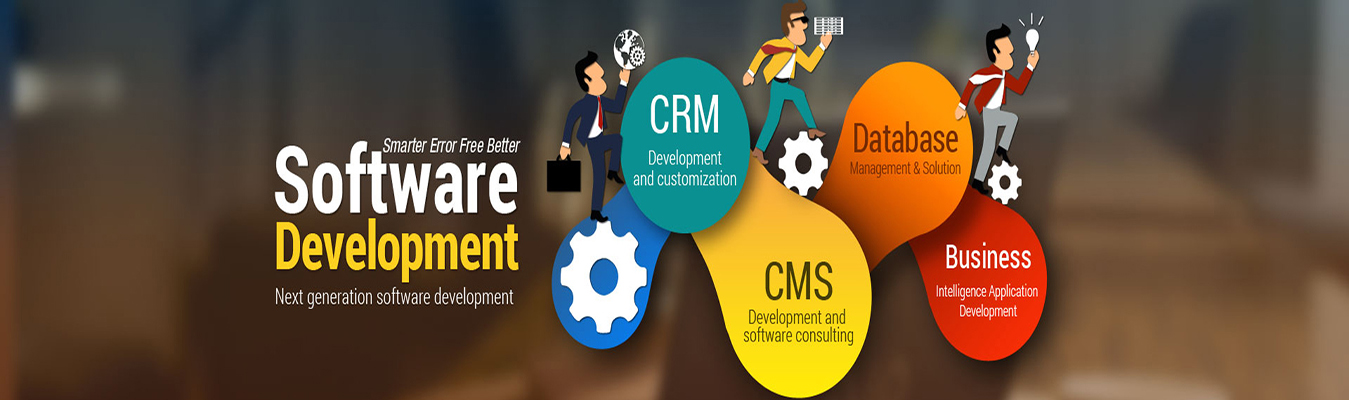 Smarter Error Free Better
Software
Development
Next generation software development
CRM
Development
and customization
CMS
Development and
software consulting
Database
Management & Solution
Business
Intelligence Application
Development